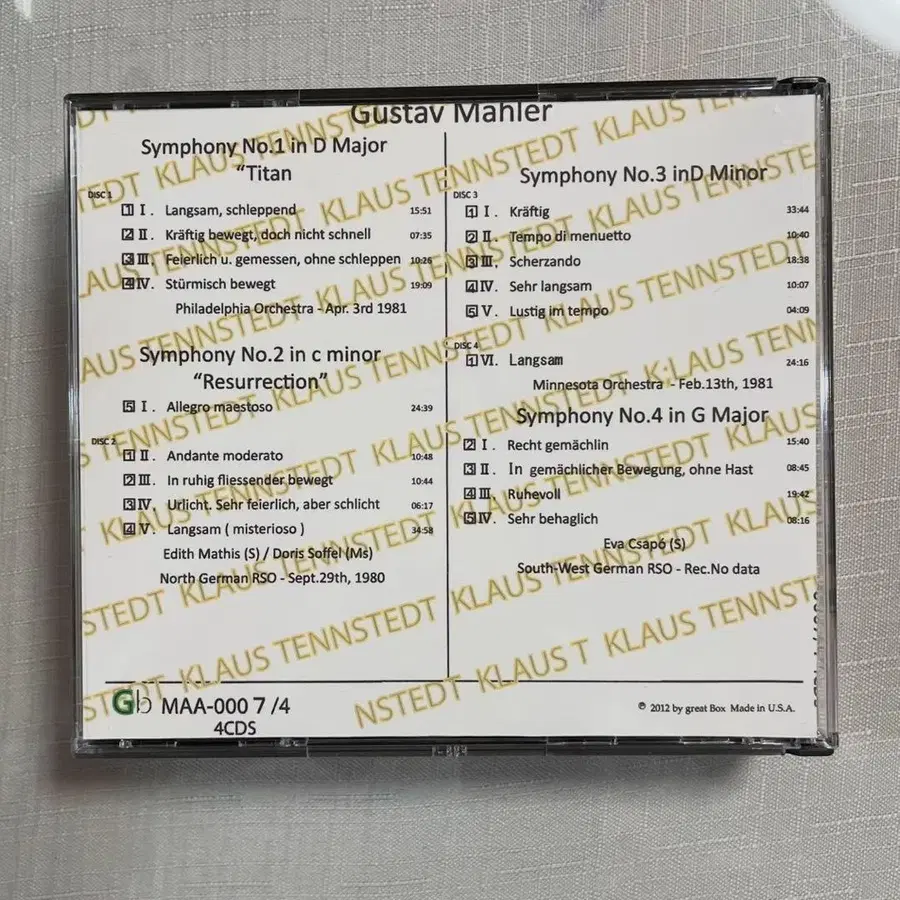 Gustav Mahler
Symphony No.1 in D Major
"Titan
DISC 1
1 I . Langsam, schleppend 15:51
2 II . Kräftig bewegt, doch nicht schnell 07:35
3 III. Feierlich u. gemessen, ohne schleppen 10:26
4 IV. Stürmisch bewegt 19:09
Philadelphia Orchestra - Apr. 3rd 1981
Symphony No.2 in c minor
"Resurrection"
5 I . Allegro maestoso 24:39
DISC 2
1 II . Andante moderato 10:48
2 III. In ruhig fliessender bewegt 10:44
3 IV. Urlicht. Sehr feierlich, aber schlicht 06:17
4 V. Langsam ( misterioso ) 34:58
Edith Mathis (S) / Doris Soffel (Ms)
North German RSO - Sept.29th, 1980
Symphony No.3 inD Minor
DISC 3
1 I . Kräftig 33:44
2 II . Tempo di menuetto 10:40
3 III. Scherzando 18:38
4 IV. Sehr langsam 10:07
5 V. Lustig im tempo 04:09
DISC 4
1 VI. Langsam 24:16
Minnesota Orchestra - Feb.13th, 1981
Symphony No.4 in G Major
2 I . Recht gemächlin 15:40
3 II . In gemächlicher Bewegung, ohne Hast 08:45
4 III. Ruhevoll 19:42
5 IV. Sehr behaglich 08:16
Eva Csapó (S)
South-West German RSO - Rec.No data
KLAUS TENNSTEDT KLAUS TENNSTEDT KLAUS TENNSTEDT
Gb MAA-000 7 /4
4CDS
℗ 2012 by great Box Made in U.S.A.